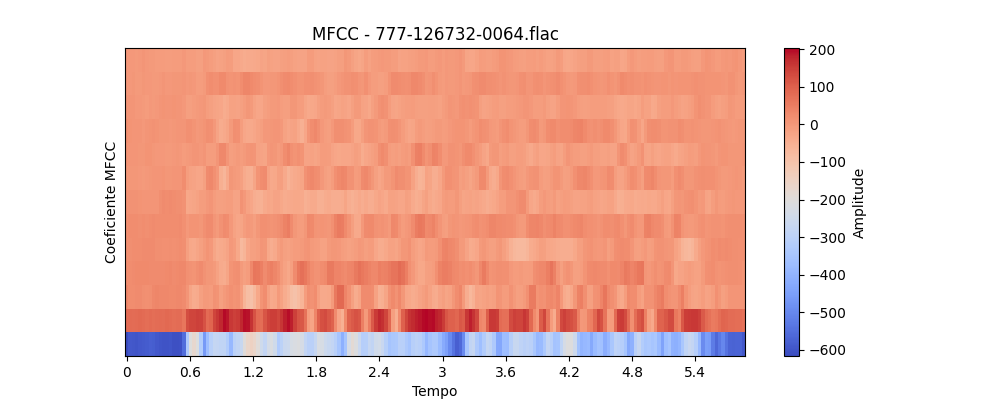 MFCC - 777-126732-0064.flac
Coeficiente MFCC
0 0.6 1.2 1.8 2.4 3 3.6 4.2 4.8 5.4
Tempo
200
100
0
−100
−200
−300
−400
−500
−600
Amplitude